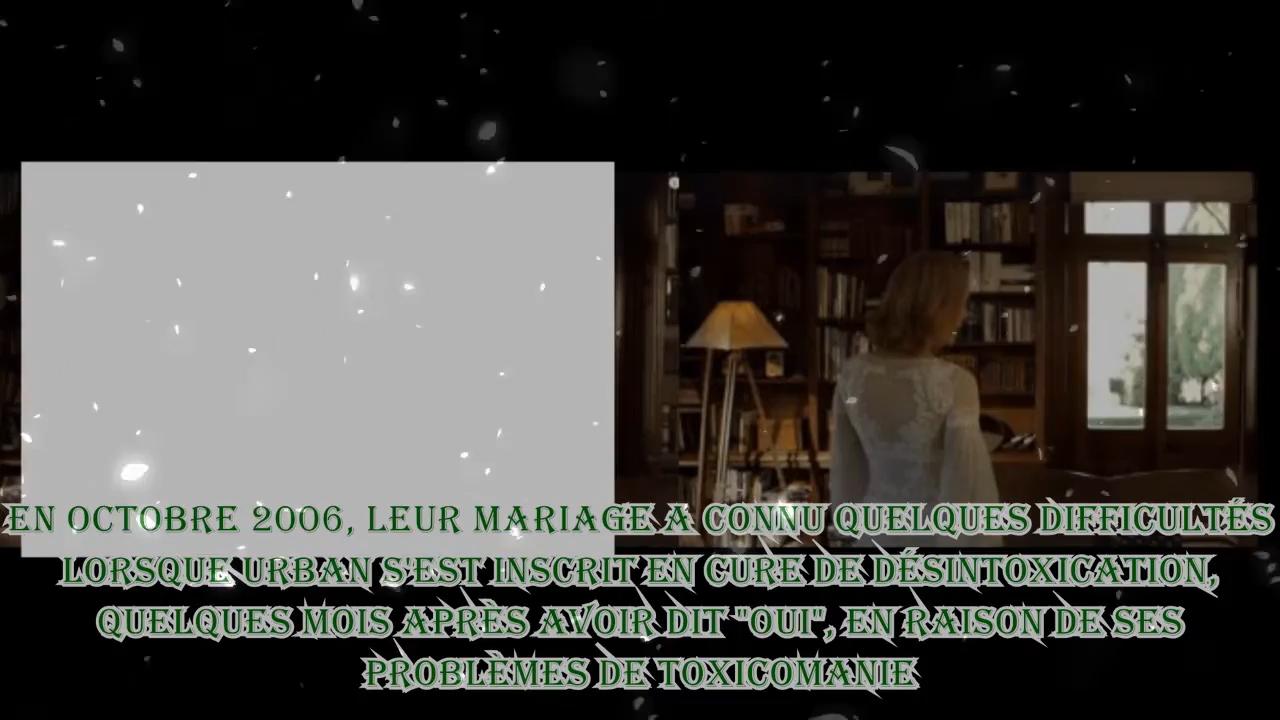 EN OCTOBRE 2006, LEUR MARIAGE A CONNU QUELQUES DIFFICULTÉS
LORSQUE URBAN S'EST INSCRIT EN CURE DE DÉSINTOXICATION,
QUELQUES MOIS APRÈS AVOIR DIT "OUI", EN RAISON DE SES
PROBLÈMES DE TOXICOMANIE